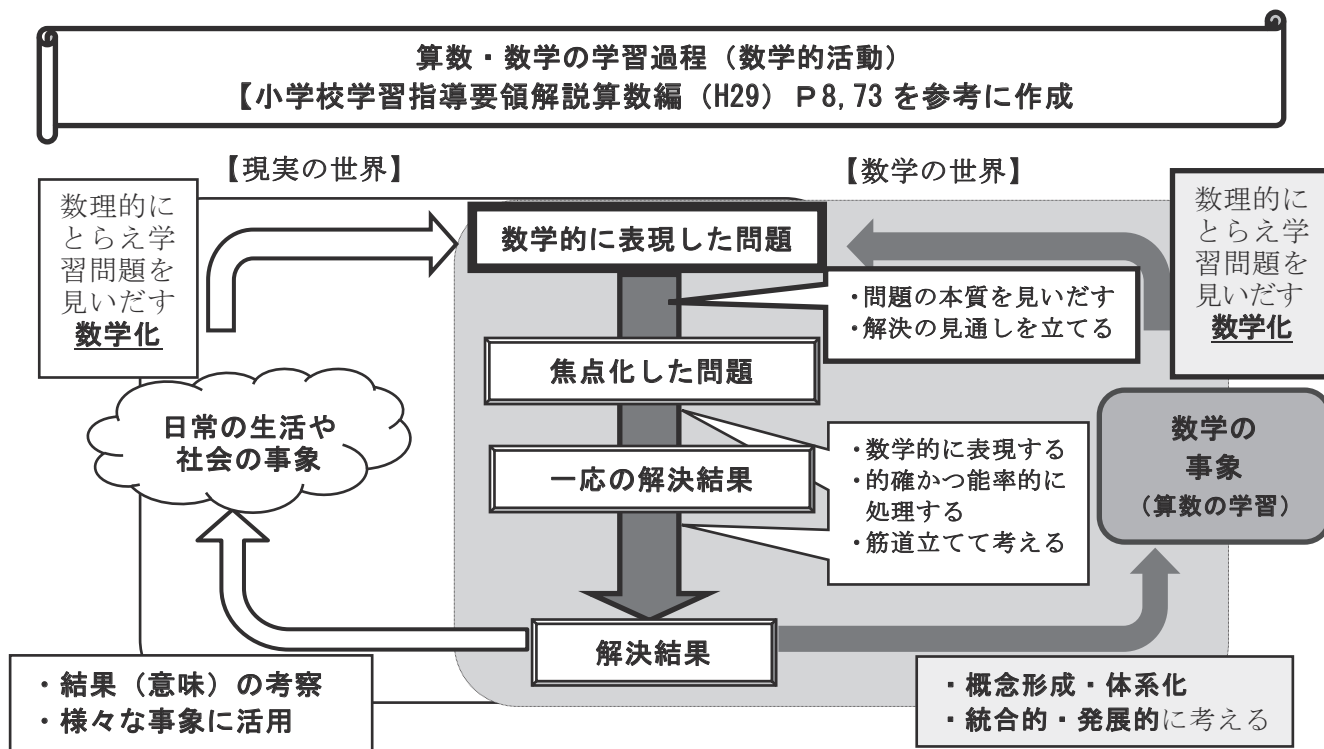 算数・数学の学習過程（数学的活動）
【小学校学習指導要領解説算数編（H29）Ｐ8,73 を参考に作成
【現実の世界】
【数学の世界】
数理的に
とらえ学
習問題を
見いだす
数学化
数学的に表現した問題
数理的に
とらえ学
習問題を
見いだす
数学化
・問題の本質を見いだす
・解決の見通しを立てる
焦点化した問題
日常の生活や
社会の事象
一応の解決結果
・数学的に表現する
・的確かつ能率的に
処理する
・筋道立てて考える
数学の
事象
（算数の学習）
解決結果
・結果（意味）の考察
・様々な事象に活用
・概念形成・体系化
・統合的・発展的に考える